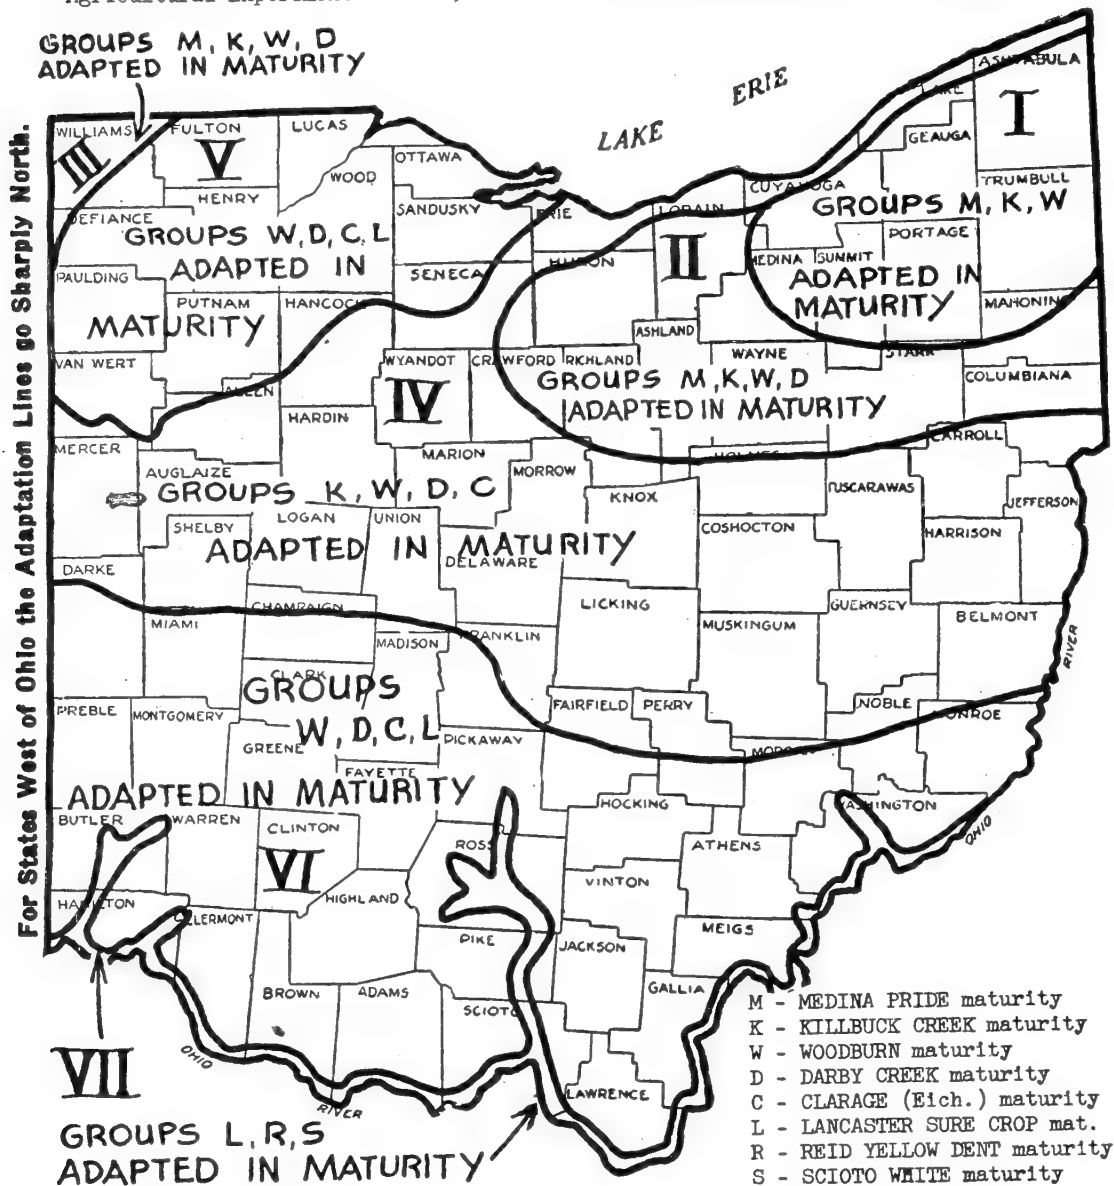 GROUPS M, K, W, D
ADAPTED IN MATURITY
For States West of Ohio the Adaptation Lines go Sharply North.
LAKE ERIE
WILLIAMS
III
FULTON
V
LUCAS
OTTAWA
WOOD
HENRY
DEFIANCE
SANDUSKY
ERIE
LORAIN
CUYAHOGA
LAKE
ASHTABULA
I
GEAUGA
TRUMBULL
GROUPS W, D, C, L
ADAPTED IN
MATURITY
PAULDING
PUTNAM
HANCOCK
SENECA
HURON
II
MEDINA
SUMMIT
PORTAGE
GROUPS M, K, W
ADAPTED IN
MATURITY
MAHONING
ASHLAND
VAN WERT
ALLEN
WYANDOT
CRAWFORD
RICHLAND
WAYNE
STARK
COLUMBIANA
GROUPS M, K, W, D
ADAPTED IN MATURITY
IV
HARDIN
MERCER
AUGLAIZE
MARION
MORROW
HOLMES
CARROLL
GROUPS K, W, D, C
ADAPTED IN MATURITY
KNOX
TUSCARAWAS
JEFFERSON
SHELBY
LOGAN
UNION
DELAWARE
COSHOCTON
HARRISON
DARKE
CHAMPAIGN
MIAMI
LICKING
GUERNSEY
BELMONT
MADISON
FRANKLIN
MUSKINGUM
RIVER
CLARK
GROUPS
W, D, C, L
ADAPTED IN MATURITY
PREBLE
MONTGOMERY
GREENE
PICKAWAY
FAIRFIELD
PERRY
NOBLE
MONROE
MORGAN
FAYETTE
HOCKING
WASHINGTON
OHIO
BUTLER
WARREN
CLINTON
ROSS
ATHENS
VI
VINTON
HAMILTON
CLERMONT
HIGHLAND
PIKE
JACKSON
MEIGS
BROWN
ADAMS
SCIOTO
GALLIA
LAWRENCE
OHIO
RIVER
VII
GROUPS L, R, S
ADAPTED IN MATURITY
M - MEDINA PRIDE maturity
K - KILLBUCK CREEK maturity
W - WOODBURN maturity
D - DARBY CREEK maturity
C - CLARAGE (Eich.) maturity
L - LANCASTER SURE CROP mat.
R - REID YELLOW DENT maturity
S - SCIOTO WHITE maturity